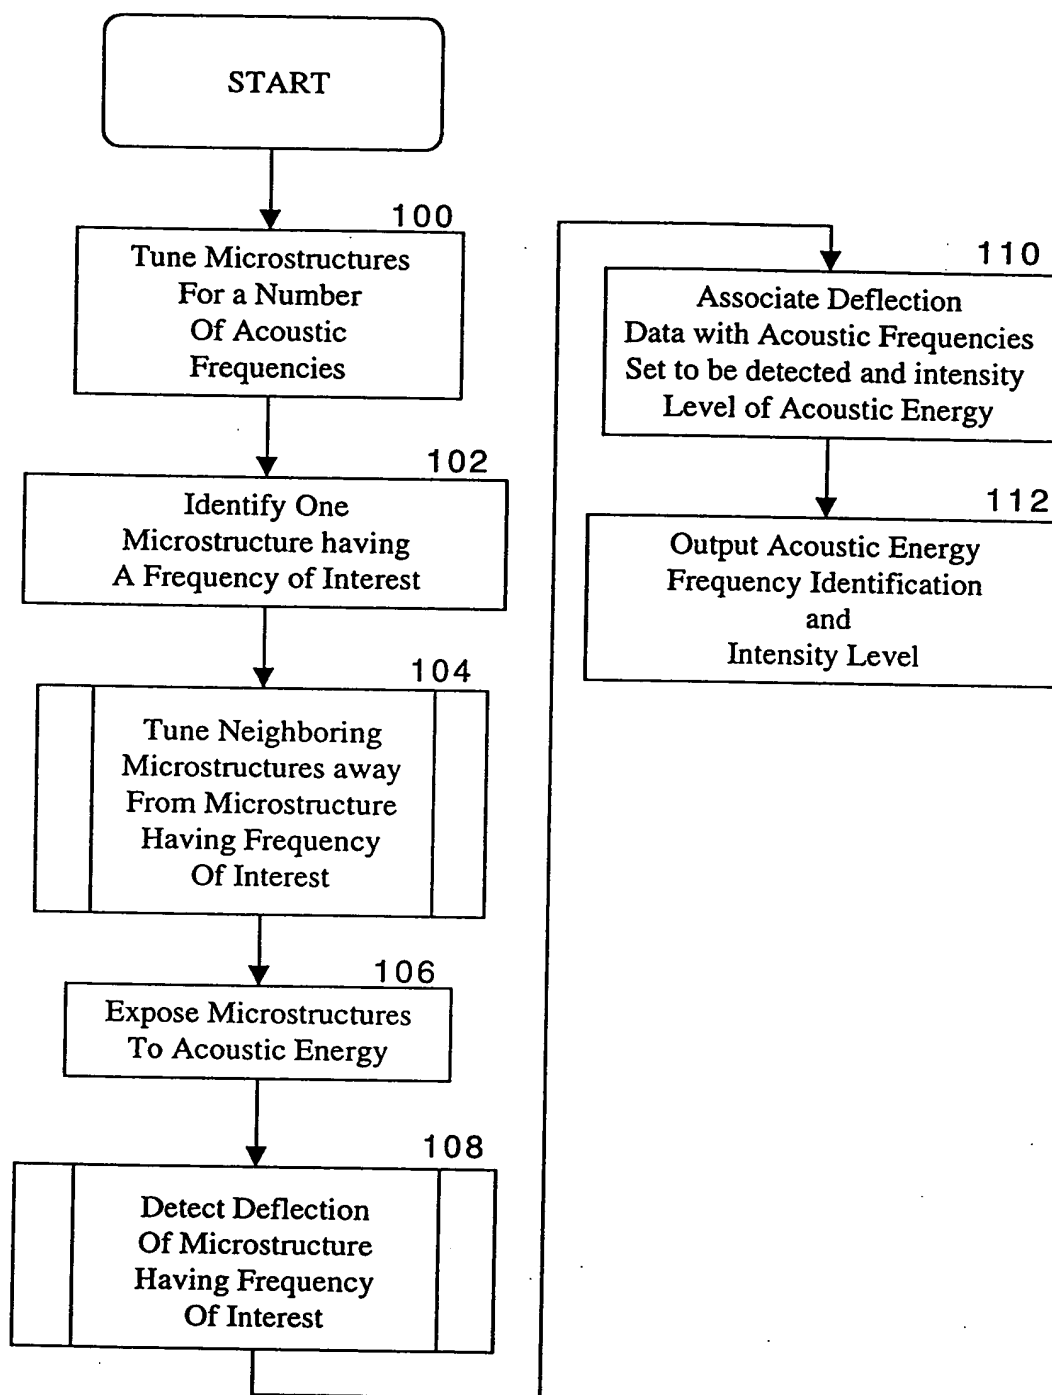 START
100
Tune Microstructures
For a Number
Of Acoustic
Frequencies
102
Identify One
Microstructure having
A Frequency of Interest
104
Tune Neighboring
Microstructures away
From Microstructure
Having Frequency
Of Interest
106
Expose Microstructures
To Acoustic Energy
108
Detect Deflection
Of Microstructure
Having Frequency
Of Interest
110
Associate Deflection
Data with Acoustic Frequencies
Set to be detected and intensity
Level of Acoustic Energy
112
Output Acoustic Energy
Frequency Identification
and
Intensity Level